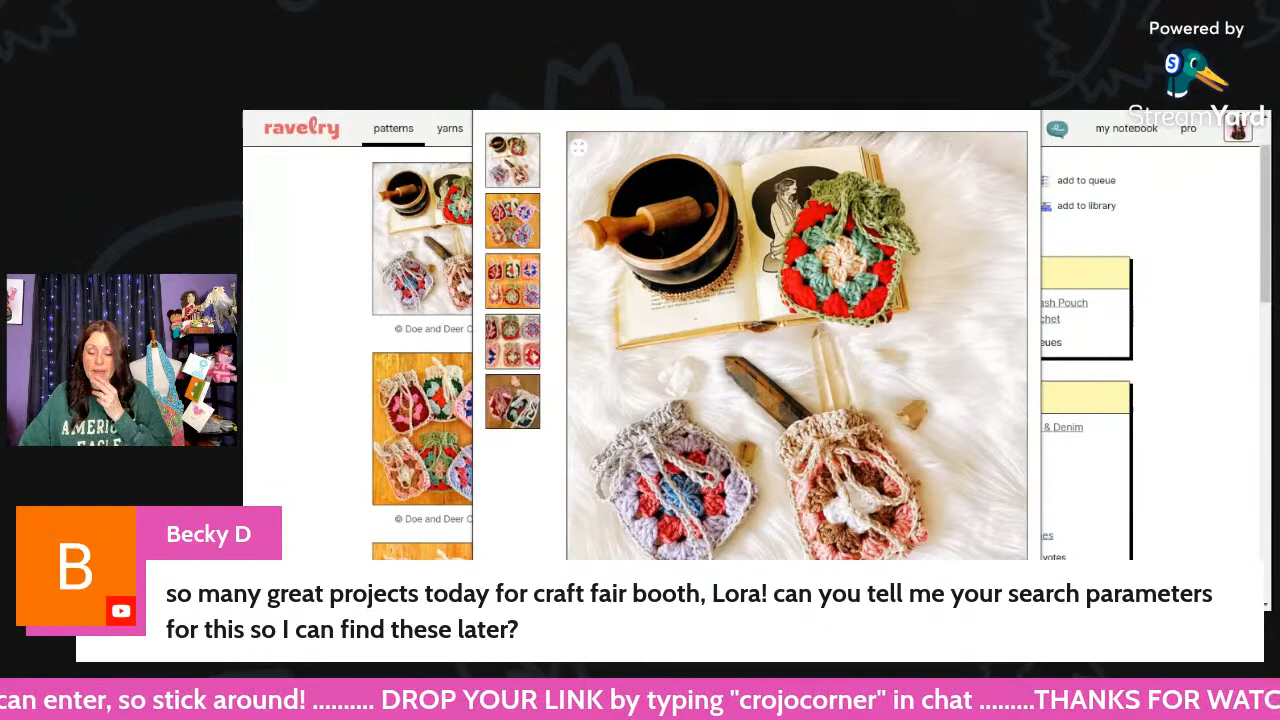 Powered by
StreamYard
ravelry
patterns
yarns
my notebook
pro
add to queue
add to library
© Doe and Deer C
© Doe and Deer C
ash Pouch
chet
eues
& Denim
es
votes
AMERIC
EAGLE
B
Becky D
so many great projects today for craft fair booth, Lora! can you tell me your search parameters
for this so I can find these later?
can enter, so stick around! .......... DROP YOUR LINK by typing "crojocorner" in chat .........THANKS FOR WATC